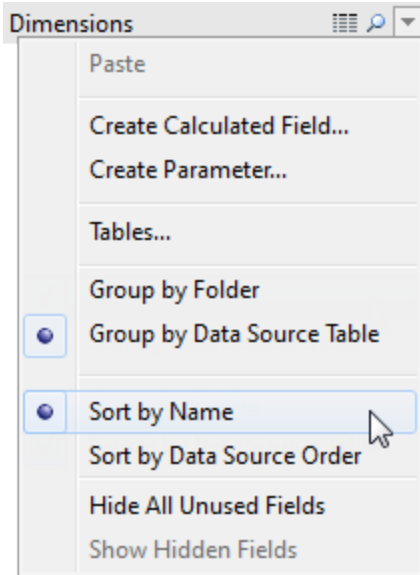 Dimensions
Paste
Create Calculated Field...
Create Parameter...
Tables...
Group by Folder
Group by Data Source Table
Sort by Name
Sort by Data Source Order
Hide All Unused Fields
Show Hidden Fields